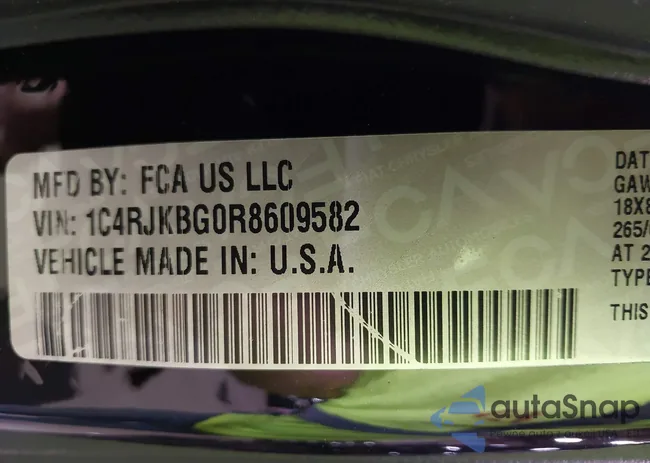 MFD BY: FCA US LLC
VIN: 1C4RJKBG0R8609582
VEHICLE MADE IN: U.S.A.
DAT
GAW
18X8
265/
AT 2
TYPE
THIS
autaSnap